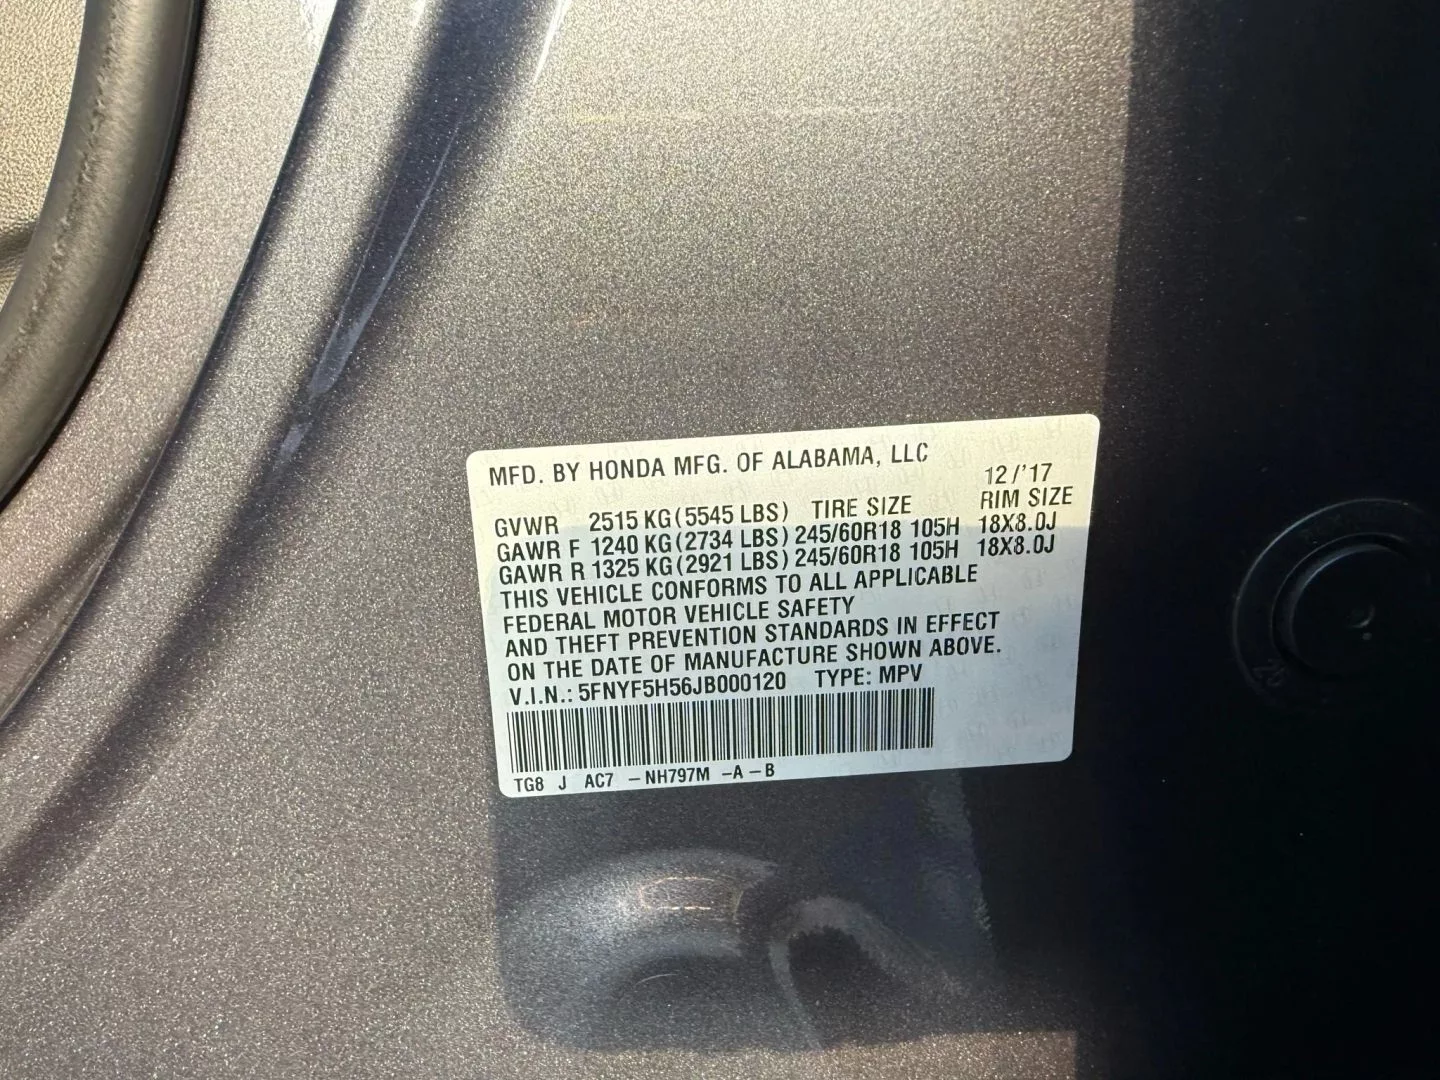 MFD. BY HONDA MFG. OF ALABAMA, LLC
12/'17
GVWR 2515 KG(5545 LBS) TIRE SIZE RIM SIZE
GAWR F 1240 KG(2734 LBS) 245/60R18 105H 18X8.0J
GAWR R 1325 KG(2921 LBS) 245/60R18 105H 18X8.0J
THIS VEHICLE CONFORMS TO ALL APPLICABLE
FEDERAL MOTOR VEHICLE SAFETY
AND THEFT PREVENTION STANDARDS IN EFFECT
ON THE DATE OF MANUFACTURE SHOWN ABOVE.
V.I.N.: 5FNYF5H56JB000120 TYPE: MPV
TG8 J AC7 - NH797M - A - B